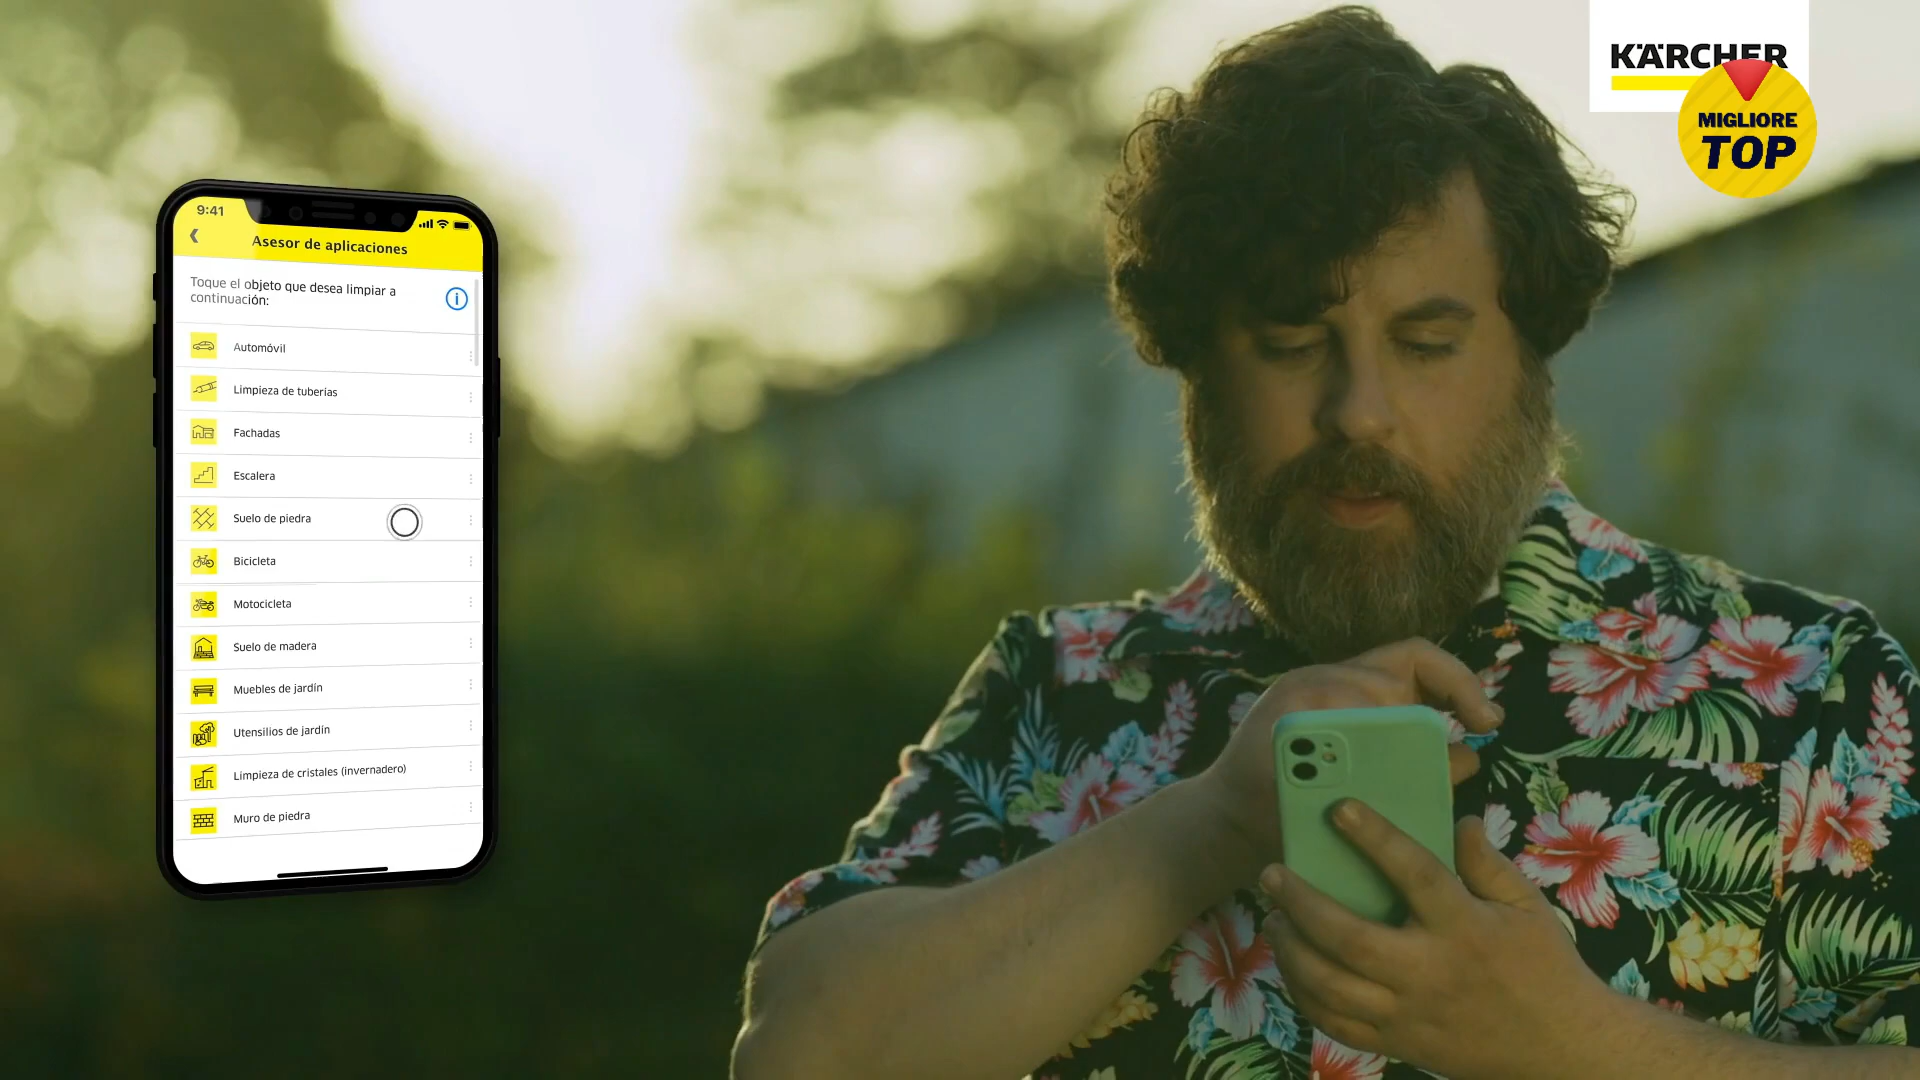 KÄRCHER
MIGLIORE
TOP
9:41
Asesor de aplicaciones
Toque el objeto que desea limpiar a
continuación:
Automóvil
Limpieza de tuberías
Fachadas
Escalera
Suelo de piedra
Bicicleta
Motocicleta
Suelo de madera
Muebles de jardín
Utensilios de jardín
Limpieza de cristales (invernadero)
Muro de piedra